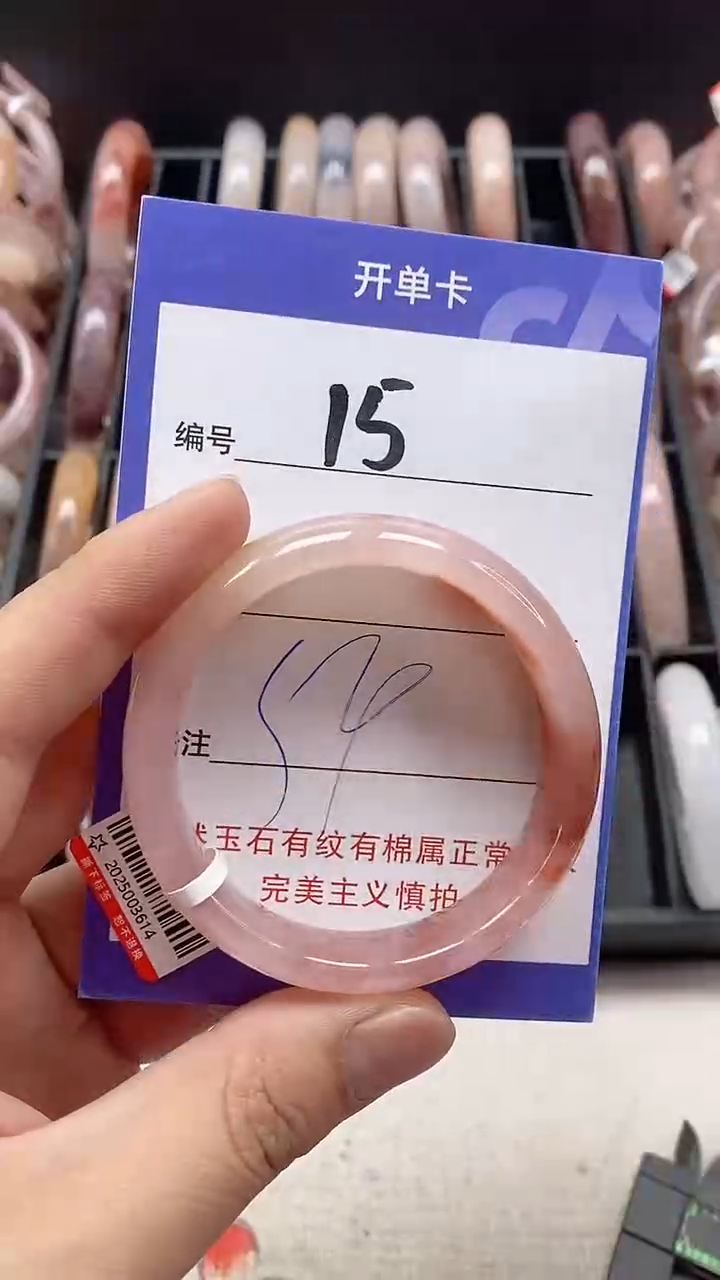 开单卡
编号 15
注
玉石有纹有棉属正常
完美主义慎拍
2025003614